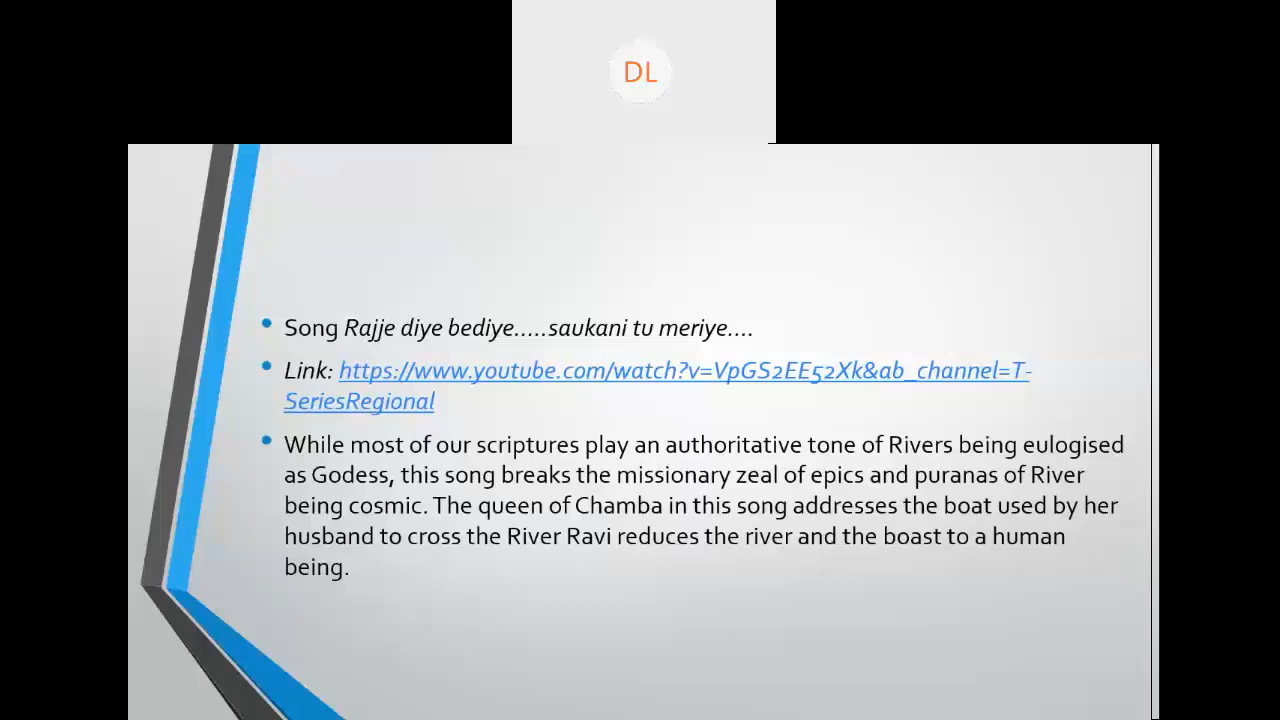 DL
Song Rajje diye bediye.....saukani tu meriye....
Link: https://www.youtube.com/watch?v=VpGS2EE52Xk&ab_channel=T-
SeriesRegional
While most of our scriptures play an authoritative tone of Rivers being eulogised
as Godess, this song breaks the missionary zeal of epics and puranas of River
being cosmic. The queen of Chamba in this song addresses the boat used by her
husband to cross the River Ravi reduces the river and the boast to a human
being.